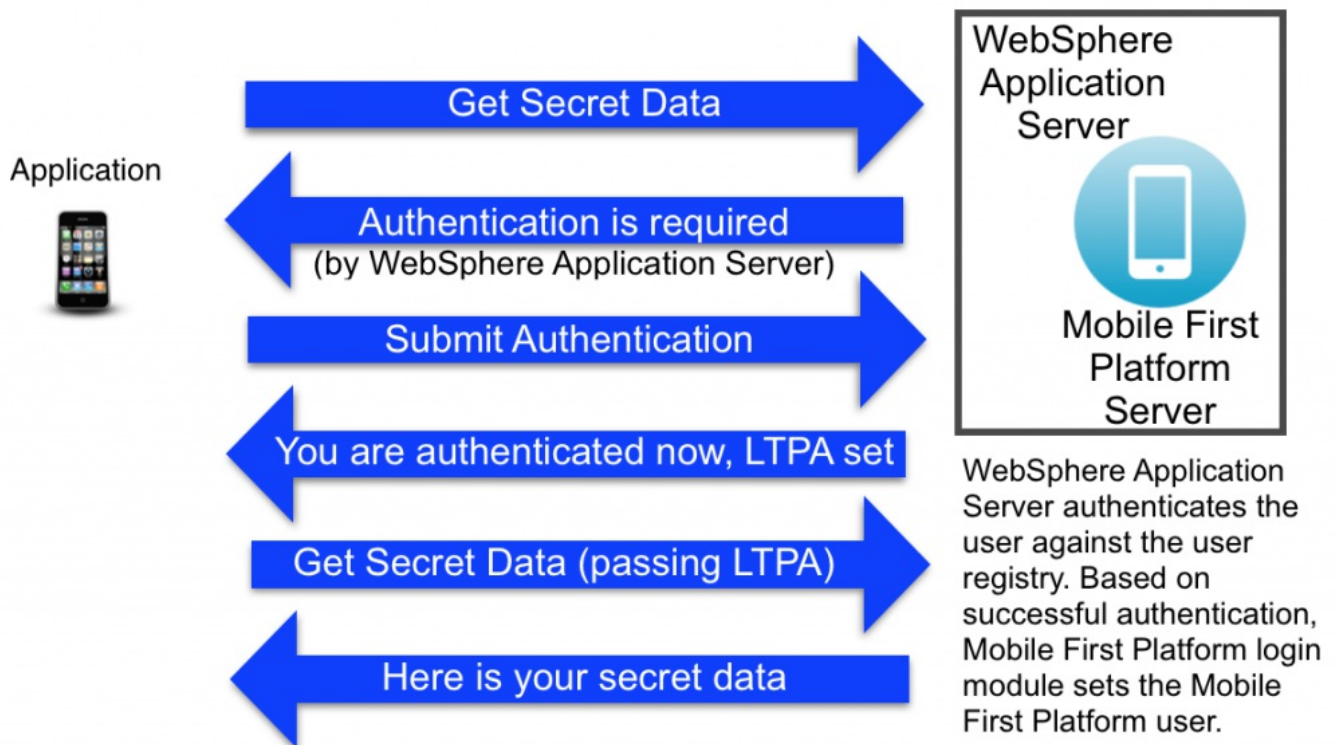 WebSphere
Application
Server
Get Secret Data
Application
Authentication is required
(by WebSphere Application Server)
Submit Authentication
Mobile First
Platform
Server
You are authenticated now, LTPA set
Get Secret Data (passing LTPA)
Here is your secret data
WebSphere Application
Server authenticates the
user against the user
registry. Based on
successful authentication,
Mobile First Platform login
module sets the Mobile
First Platform user.